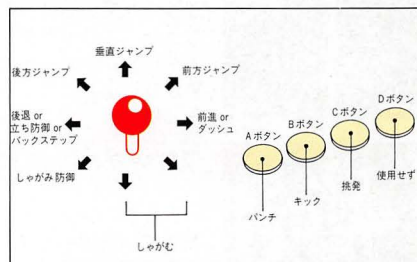 垂直ジャンプ
後方ジャンプ
前方ジャンプ
後退 or
立ち防御 or
バックステップ
前進 or
ダッシュ
しゃがみ防御
しゃがむ
Aボタン
Bボタン
Cボタン
Dボタン
パンチ
キック
挑発
使用せず